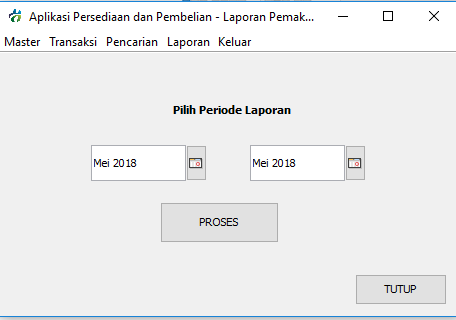 Aplikasi Persediaan dan Pembelian - Laporan Pemak...
Master Transaksi Pencarian Laporan Keluar
Pilih Periode Laporan
Mei 2018 Mei 2018
PROSES
TUTUP